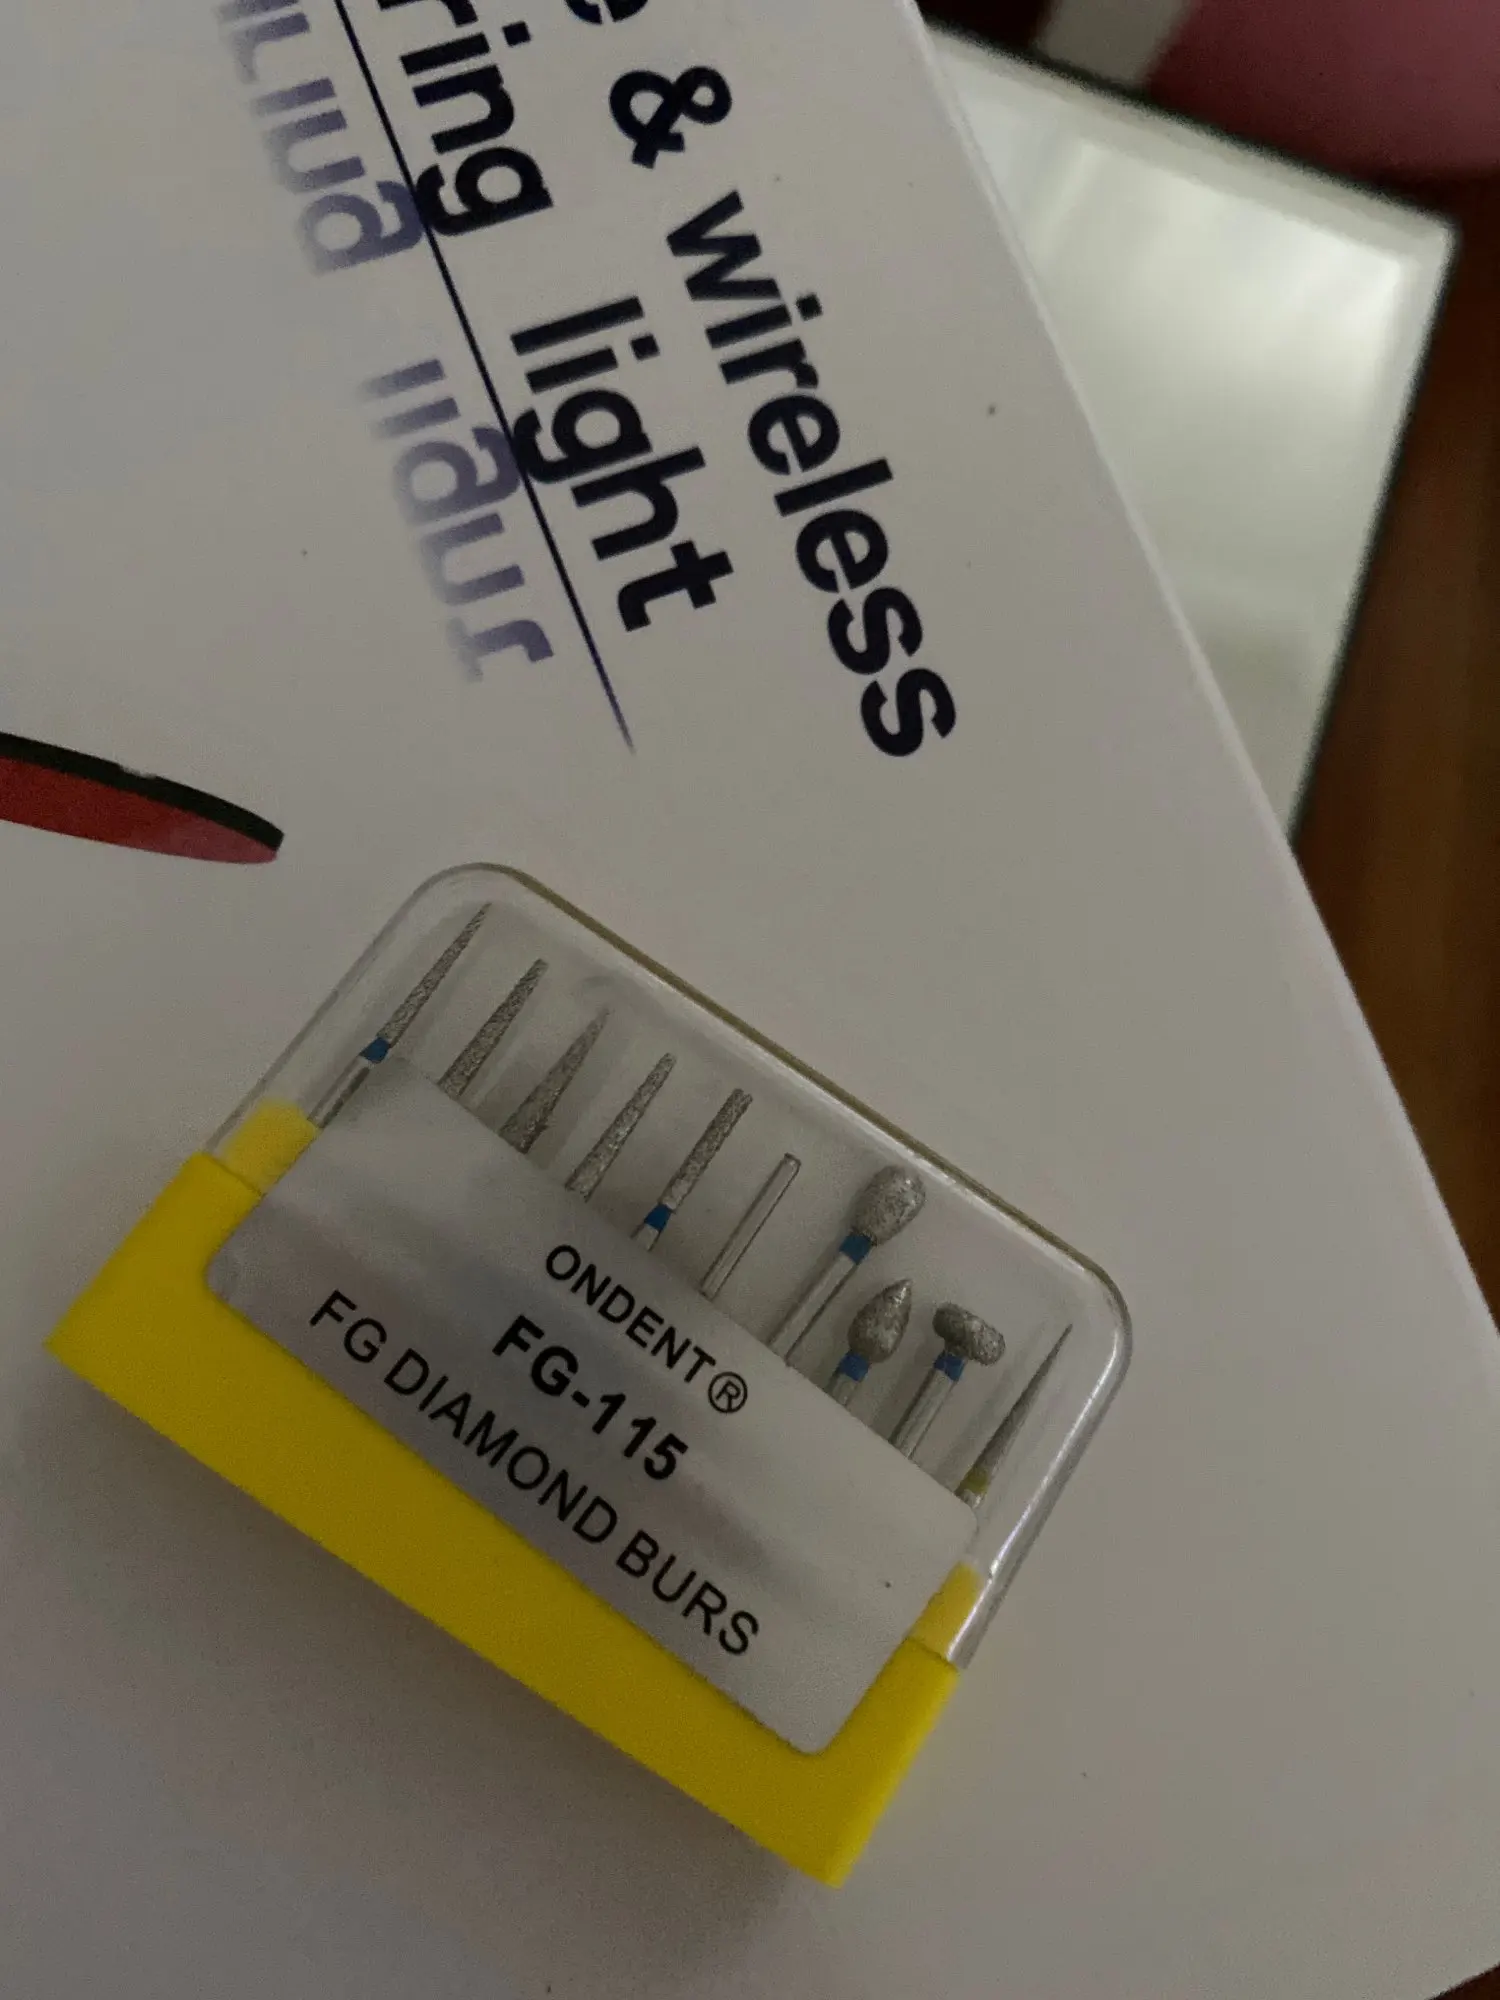 & wireless
ring light
ONDENT®
FG-115
FG DIAMOND BURS